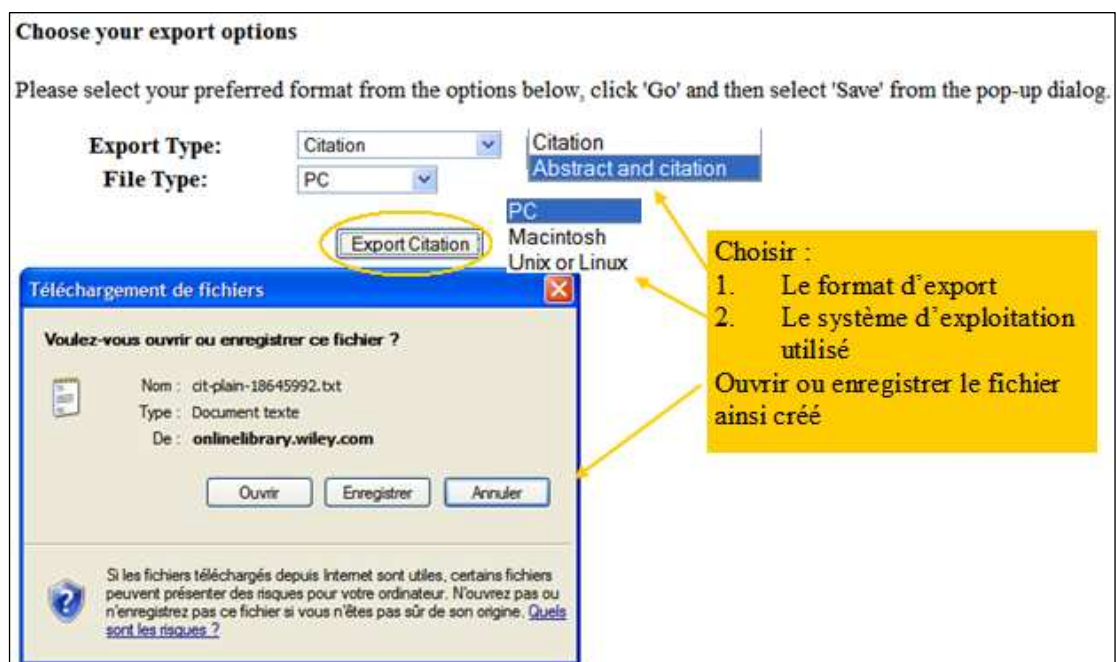 Choose your export options
Please select your preferred format from the options below, click 'Go' and then select 'Save' from the pop-up dialog.
Export Type:
Citation
Citation
Abstract and citation
File Type:
PC
PC
Macintosh
Unix or Linux
Export Citation
Choisir :
1. Le format d'export
2. Le système d'exploitation
utilisé
Ouvrir ou enregistrer le fichier
ainsi créé
Téléchargement de fichiers
Voulez-vous ouvrir ou enregistrer ce fichier ?
Nom : cit-plain-18645992.txt
Type : Document texte
De : onlinelibrary.wiley.com
Ouvrir
Enregistrer
Annuler
Si les fichiers téléchargés depuis Internet sont utiles, certains fichiers
peuvent présenter des risques pour votre ordinateur. N'ouvrez pas ou
n'enregistrez pas ce fichier si vous n'êtes pas sûr de son origine. Quels
sont les risques ?